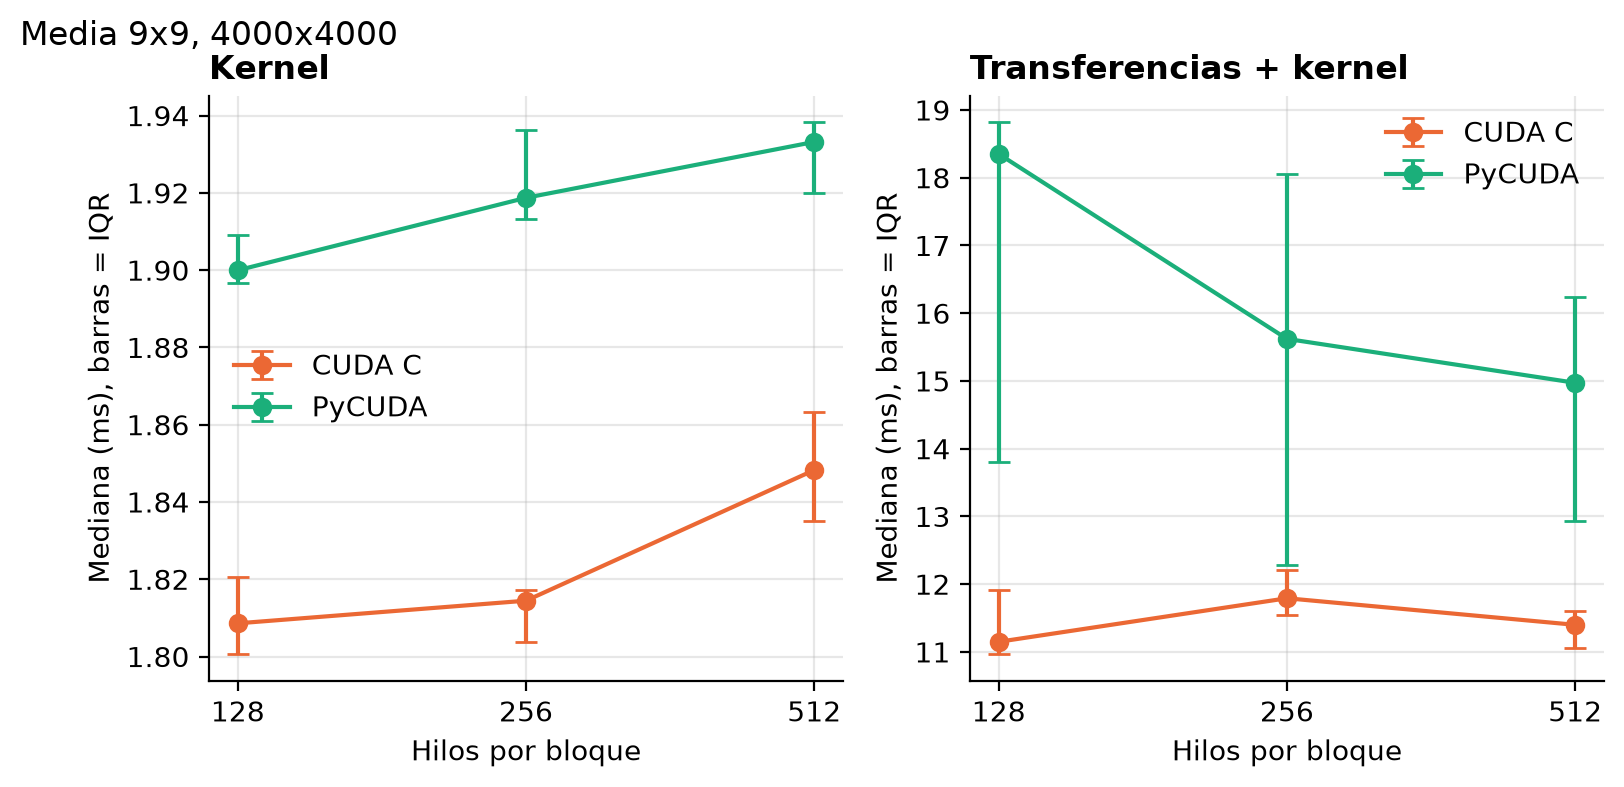 Media 9x9, 4000x4000
Kernel
Mediana (ms), barras = IQR
1.94
1.92
1.90
1.88
1.86
1.84
1.82
1.80
CUDA C
PyCUDA
128
256
512
Hilos por bloque
Transferencias + kernel
Mediana (ms), barras = IQR
19
18
17
16
15
14
13
12
11
CUDA C
PyCUDA
128
256
512
Hilos por bloque